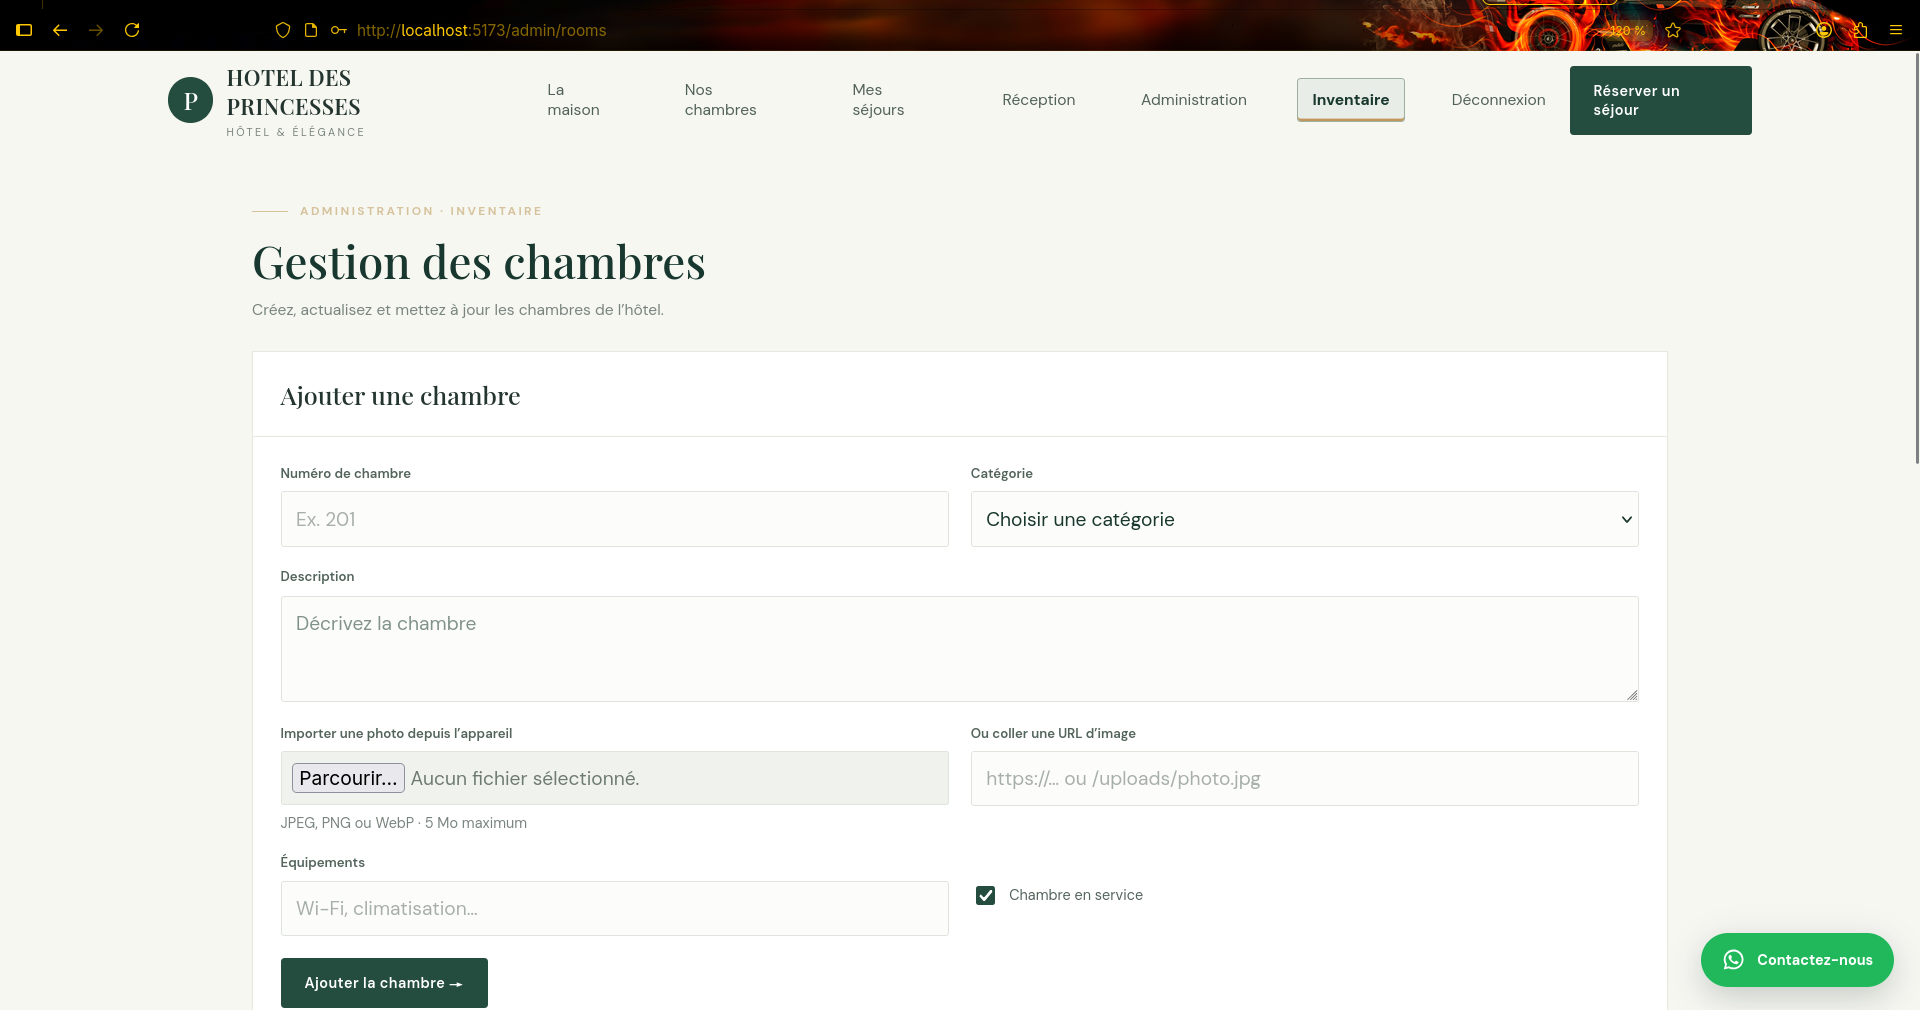 http://localhost:5173/admin/rooms
120 %
P
HOTEL DES
PRINCESSES
HÔTEL & ÉLÉGANCE
La
maison
Nos
chambres
Mes
séjours
Réception
Administration
Inventaire
Déconnexion
Réserver un
séjour
ADMINISTRATION · INVENTAIRE
Gestion des chambres
Créez, actualisez et mettez à jour les chambres de l’hôtel.
Ajouter une chambre
Numéro de chambre
Catégorie
Ex. 201
Choisir une catégorie
Description
Décrivez la chambre
Importer une photo depuis l’appareil
Ou coller une URL d’image
Parcourir... Aucun fichier sélectionné.
https://... ou /uploads/photo.jpg
JPEG, PNG ou WebP · 5 Mo maximum
Équipements
Wi-Fi, climatisation...
Chambre en service
Ajouter la chambre →
Contactez-nous